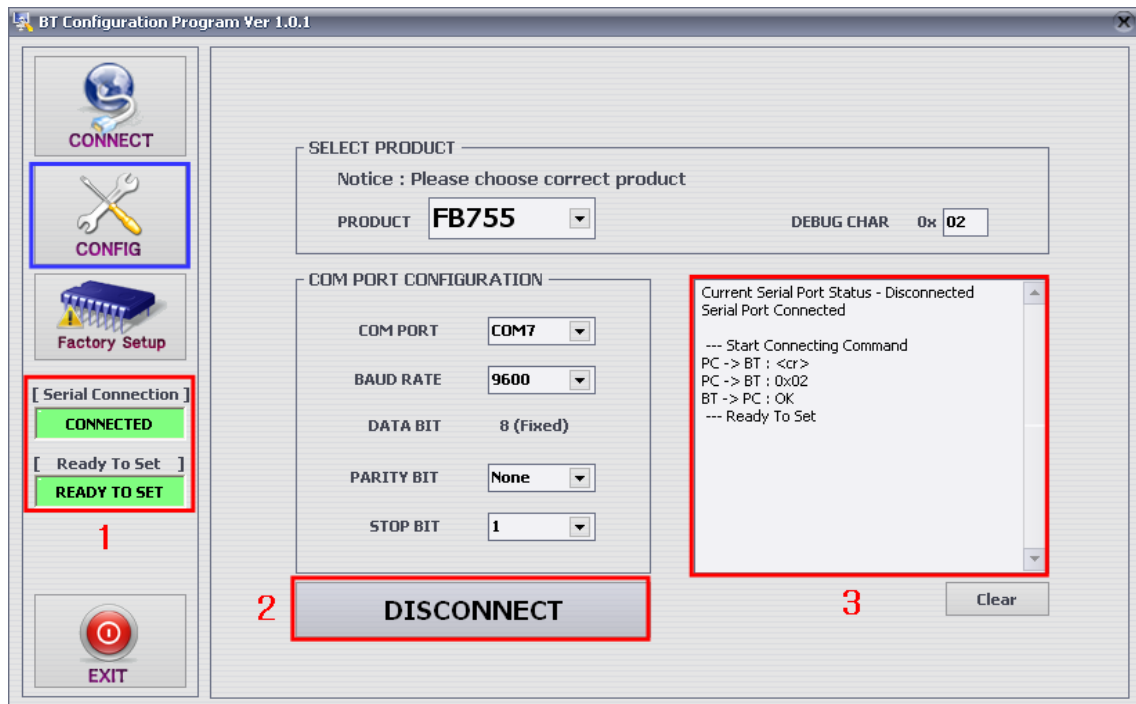 BT Configuration Program Ver 1.0.1
CONNECT
CONFIG
Factory Setup
[ Serial Connection ]
CONNECTED
[ Ready To Set ]
READY TO SET
1
EXIT
SELECT PRODUCT
Notice : Please choose correct product
PRODUCT FB755 DEBUG CHAR 0x 02
COM PORT CONFIGURATION
COM PORT COM7
BAUD RATE 9600
DATA BIT 8 (Fixed)
PARITY BIT None
STOP BIT 1
2 DISCONNECT
Current Serial Port Status - Disconnected
Serial Port Connected
--- Start Connecting Command
PC -> BT : <cr>
PC -> BT : 0x02
BT -> PC : OK
--- Ready To Set
3 Clear